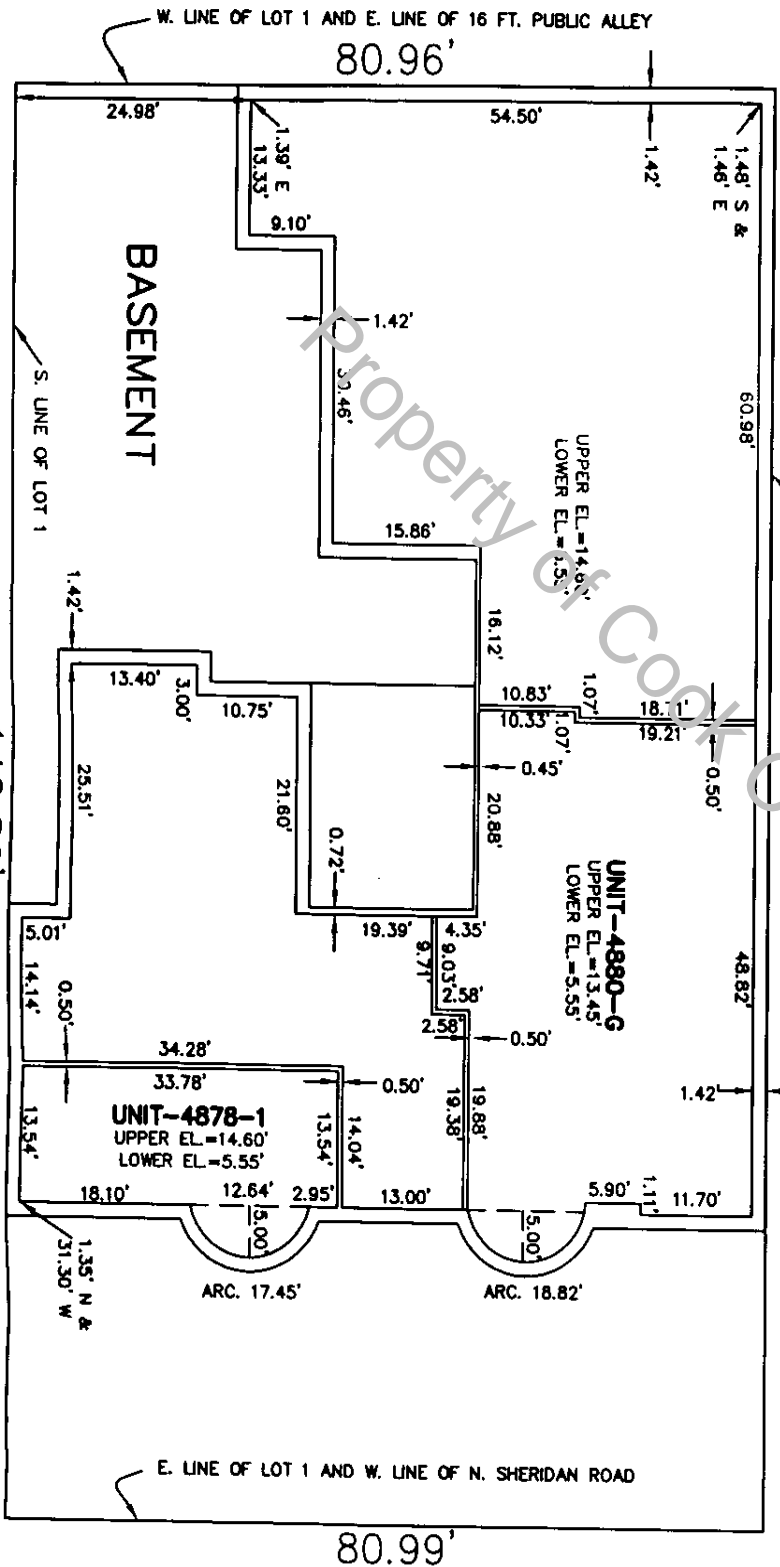 W. LINE OF LOT 1 AND E. LINE OF 16 FT. PUBLIC ALLEY
80.96'
24.98'
54.50'
1.42'
1.48' S &
1.46' E
1.39' E
13.33'
9.10'
BASEMENT
1.42'
60.98'
S. LINE OF LOT 1
UPPER EL.=
LOWER EL.=
15.86'
16.12'
1.42'
13.40'
3.00'
10.75'
10.83'
1.07'
18.71'
10.33'
1.07'
19.21'
0.50'
0.45'
25.51'
21.60'
20.88'
0.72'
UNIT-4880-G
UPPER EL.=13.45'
LOWER EL.=5.55'
48.82'
5.01'
19.39'
4.35'
9.71'
9.03'
14.14'
2.58'
2.58'
0.50'
0.50'
34.28'
33.78'
0.50'
UNIT-4878-1
UPPER EL.=14.60'
LOWER EL.=5.55'
13.54'
13.54'
14.04'
19.38'
19.88'
1.42'
18.10'
12.64'
2.95'
13.00'
5.90'
1.11'
11.70'
5.00'
5.00'
1.35' N &
31.30' W
ARC. 17.45'
ARC. 18.82'
E. LINE OF LOT 1 AND W. LINE OF N. SHERIDAN ROAD
80.99'
Property of Cook